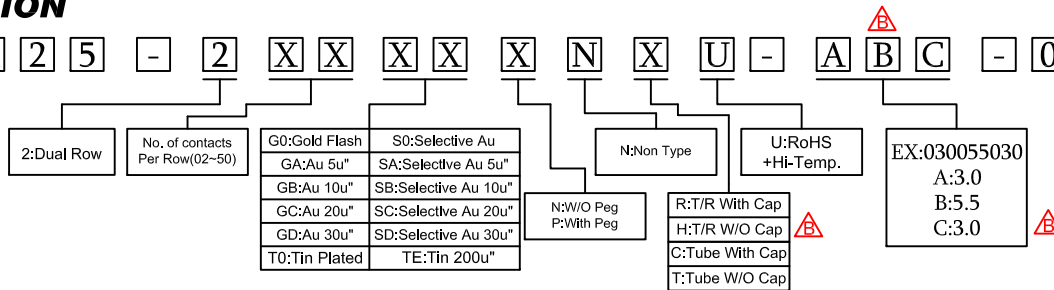 ION
2 5 - 2 X X X X X N X U - A B C - 0
B
2:Dual Row
No. of contacts
Per Row(02~50)
G0:Gold Flash S0:Selective Au
GA:Au 5u" SA:Selective Au 5u"
GB:Au 10u" SB:Selective Au 10u"
GC:Au 20u" SC:Selective Au 20u"
GD:Au 30u" SD:Selective Au 30u"
T0:Tin Plated TE:Tin 200u"
N:W/O Peg
P:With Peg
N:Non Type
R:T/R With Cap
H:T/R W/O Cap
C:Tube With Cap
T:Tube W/O Cap
B
U:RoHS
+Hi-Temp.
EX:030055030
A:3.0
B:5.5
C:3.0
B